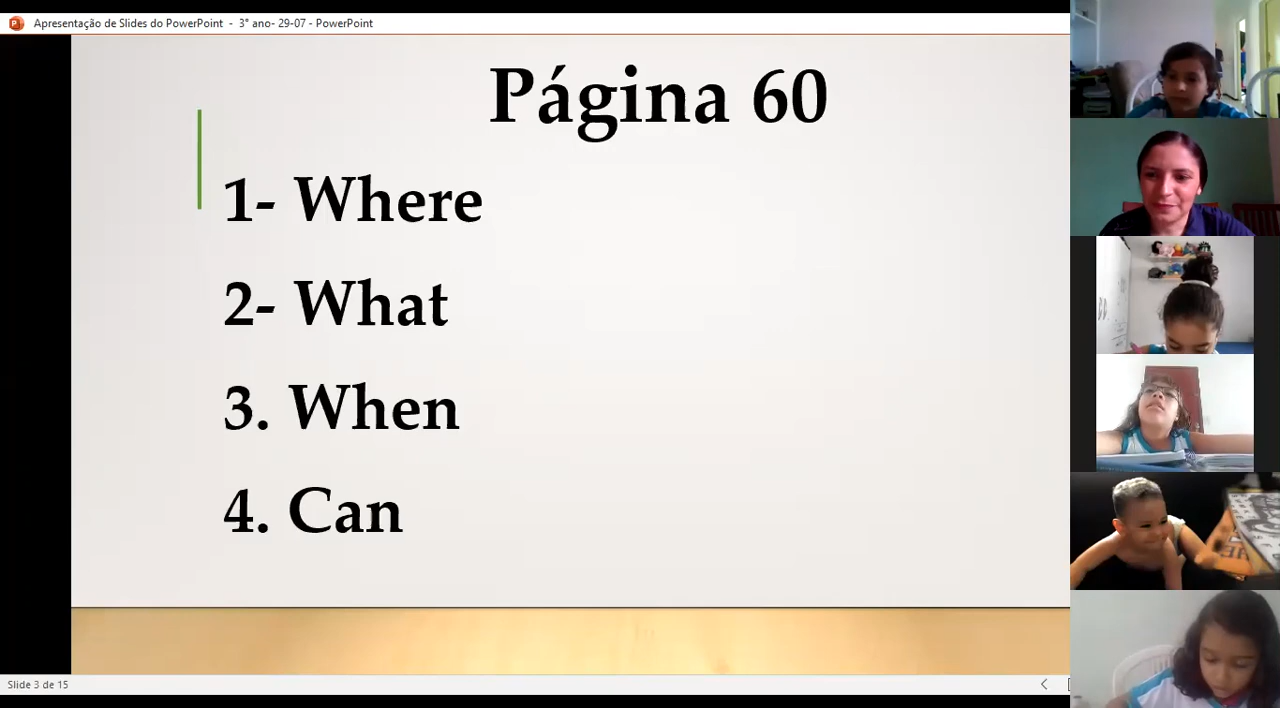 Apresentação de Slides do PowerPoint - 3° ano- 29-07 - PowerPoint
Página 60
1- Where
2- What
3. When
4. Can
Slide 3 de 15